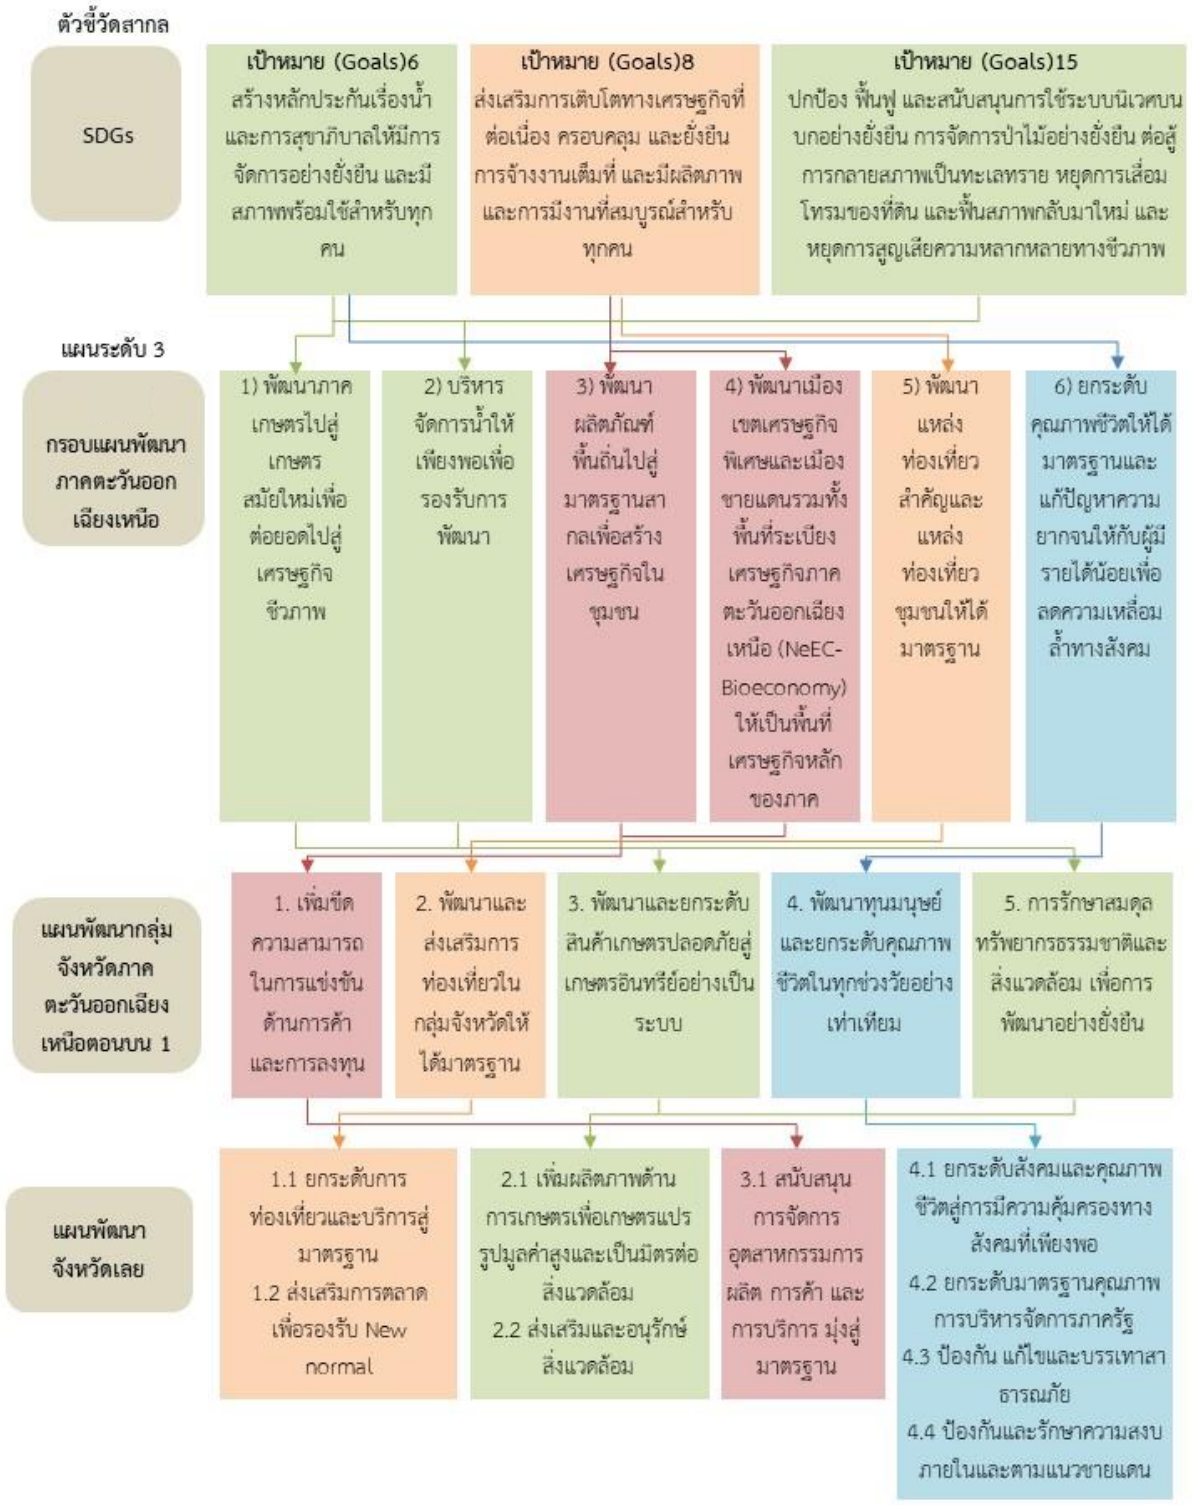 ตัวชี้วัดสากล
SDGs
เป้าหมาย (Goals)6
สร้างหลักประกันเรื่องน้ำ
และการสุขาภิบาลให้มีการ
จัดการอย่างยั่งยืน และมี
สภาพพร้อมใช้สำหรับทุก
คน
เป้าหมาย (Goals)8
ส่งเสริมการเติบโตทางเศรษฐกิจที่
ต่อเนื่อง ครอบคลุม และยั่งยืน
การจ้างงานเต็มที่ และมีผลิตภาพ
และการมีงานที่สมบูรณ์สำหรับ
ทุกคน
เป้าหมาย (Goals)15
ปกป้อง ฟื้นฟู และสนับสนุนการใช้ระบบนิเวศบน
บกอย่างยั่งยืน การจัดการป่าไม้อย่างยั่งยืน ต่อสู้
การกลายสภาพเป็นทะเลทราย หยุดการเสื่อม
โทรมของที่ดิน และฟื้นสภาพกลับมาใหม่ และ
หยุดการสูญเสียความหลากหลายทางชีวภาพ
แผนระดับ 3
กรอบแผนพัฒนา
ภาคตะวันออก
เฉียงเหนือ
1) พัฒนาภาค
เกษตรไปสู่
เกษตร
สมัยใหม่เพื่อ
ต่อยอดไปสู่
เศรษฐกิจ
ชีวภาพ
2) บริหาร
จัดการน้ำให้
เพียงพอเพื่อ
รองรับการ
พัฒนา
3) พัฒนา
ผลิตภัณฑ์
พื้นถิ่นไปสู่
มาตรฐานสา
กลเพื่อสร้าง
เศรษฐกิจใน
ชุมชน
4) พัฒนาเมือง
เขตเศรษฐกิจ
พิเศษและเมือง
ชายแดนรวมทั้ง
พื้นที่ระเบียง
เศรษฐกิจภาค
ตะวันออกเฉียง
เหนือ (NeEC-
Bioeconomy)
ให้เป็นพื้นที่
เศรษฐกิจหลัก
ของภาค
5) พัฒนา
แหล่ง
ท่องเที่ยว
สำคัญและ
แหล่ง
ท่องเที่ยว
ชุมชนให้ได้
มาตรฐาน
6) ยกระดับ
คุณภาพชีวิตให้ได้
มาตรฐานและ
แก้ปัญหาความ
ยากจนให้กับผู้มี
รายได้น้อยเพื่อ
ลดความเหลื่อม
ล้ำทางสังคม
แผนพัฒนากลุ่ม
จังหวัดภาค
ตะวันออกเฉียง
เหนือตอนบน 1
1. เพิ่มขีด
ความสามารถ
ในการแข่งขัน
ด้านการค้า
และการลงทุน
2. พัฒนาและ
ส่งเสริมการ
ท่องเที่ยวใน
กลุ่มจังหวัดให้
ได้มาตรฐาน
3. พัฒนาและยกระดับ
สินค้าเกษตรปลอดภัยสู่
เกษตรอินทรีย์อย่างเป็น
ระบบ
4. พัฒนาทุนมนุษย์
และยกระดับคุณภาพ
ชีวิตในทุกช่วงวัยอย่าง
เท่าเทียม
5. การรักษาสมดุล
ทรัพยากรธรรมชาติและ
สิ่งแวดล้อม เพื่อการ
พัฒนาอย่างยั่งยืน
แผนพัฒนา
จังหวัดเลย
1.1 ยกระดับการ
ท่องเที่ยวและบริการสู่
มาตรฐาน
1.2 ส่งเสริมการตลาด
เพื่อรองรับ New
normal
2.1 เพิ่มผลิตภาพด้าน
การเกษตรเพื่อเกษตรแปร
รูปมูลค่าสูงและเป็นมิตรต่อ
สิ่งแวดล้อม
2.2 ส่งเสริมและอนุรักษ์
สิ่งแวดล้อม
3.1 สนับสนุน
การจัดการ
อุตสาหกรรมการ
ผลิต การค้า และ
การบริการ มุ่งสู่
มาตรฐาน
4.1 ยกระดับสังคมและคุณภาพ
ชีวิตสู่การมีความคุ้มครองทาง
สังคมที่เพียงพอ
4.2 ยกระดับมาตรฐานคุณภาพ
การบริหารจัดการภาครัฐ
4.3 ป้องกัน แก้ไขและบรรเทาสา
ธารณภัย
4.4 ป้องกันและรักษาความสงบ
ภายในและตามแนวชายแดน